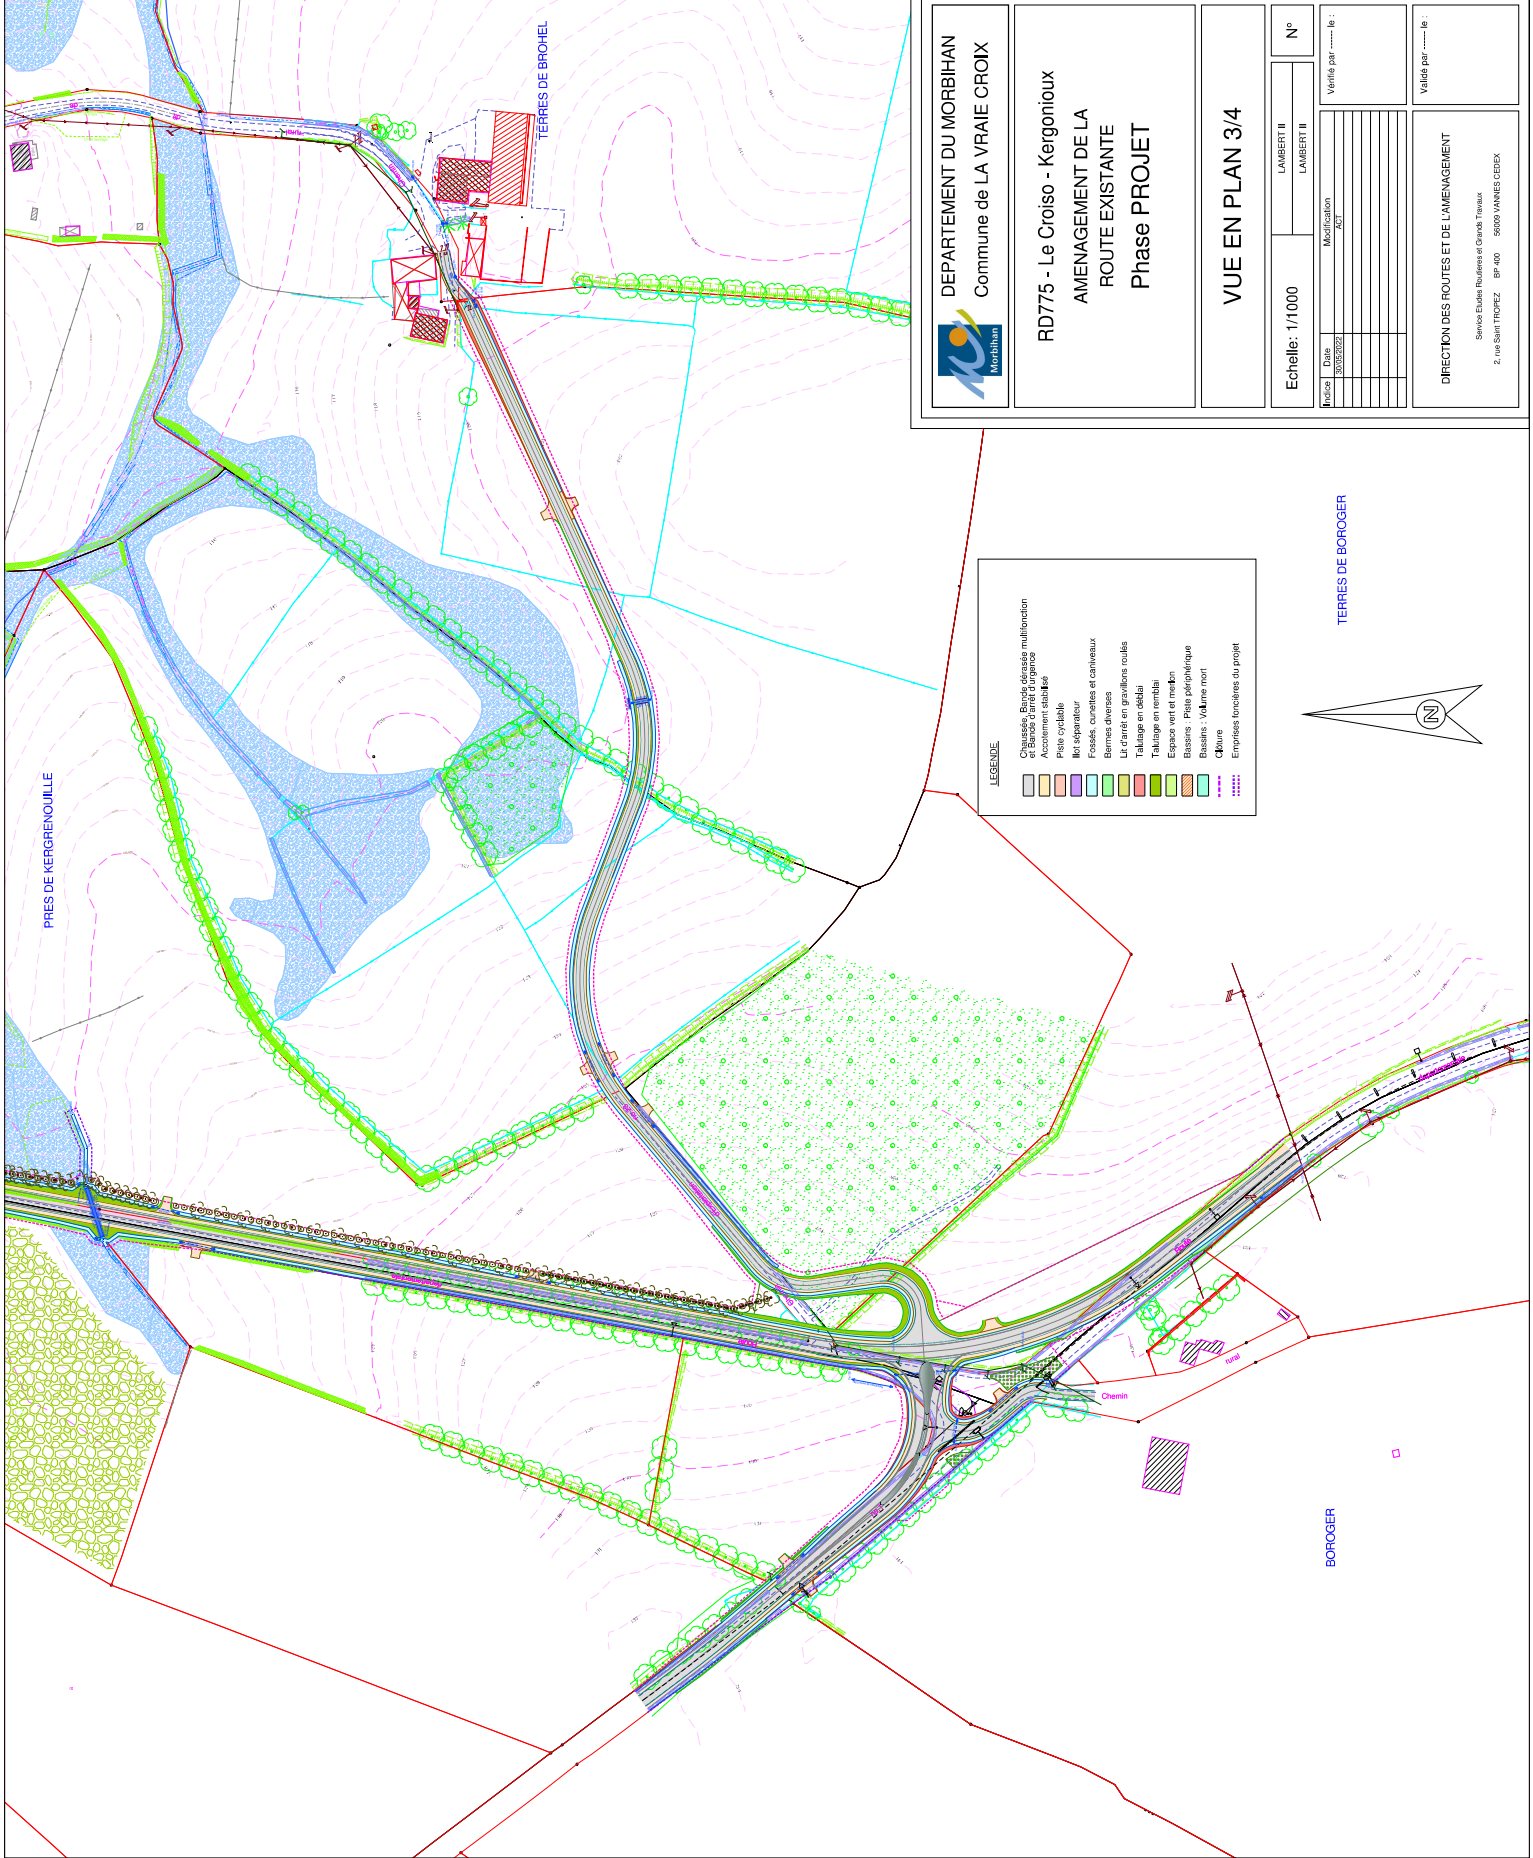 PRES DE KERGRENOUILLE
TERRES DE BROHEL
TERRES DE BOROGER
BOROGER
Chemin
rural
LEGENDE
Chaussée, Bande dérasée multifonction
et Bande d'arrêt d'urgence
Accotement stabilisé
Piste cyclable
Ilot séparateur
Fossés, cunettes et caniveaux
Bermes diverses
Lit d'arrêt en gravillons roulés
Talutage en déblai
Talutage en remblai
Espace vert et merlon
Bassins : Piste périphérique
Bassins : Volume mort
Clôture
Emprises foncières du projet
N
Morbihan
DEPARTEMENT DU MORBIHAN
Commune de LA VRAIE CROIX
RD775 - Le Croiso - Kergonioux
AMENAGEMENT DE LA
ROUTE EXISTANTE
Phase PROJET
VUE EN PLAN 3/4
Echelle: 1/1000
LAMBERT II
LAMBERT II
N°
Indice
Date
Modification
30/05/2022
ACT
Vérifié par ------ le :
DIRECTION DES ROUTES ET DE L'AMENAGEMENT
Service Etudes Routieres et Grands Travaux
2, rue Saint TROPEZ BP 400 56009 VANNES CEDEX
Validé par ------ le :